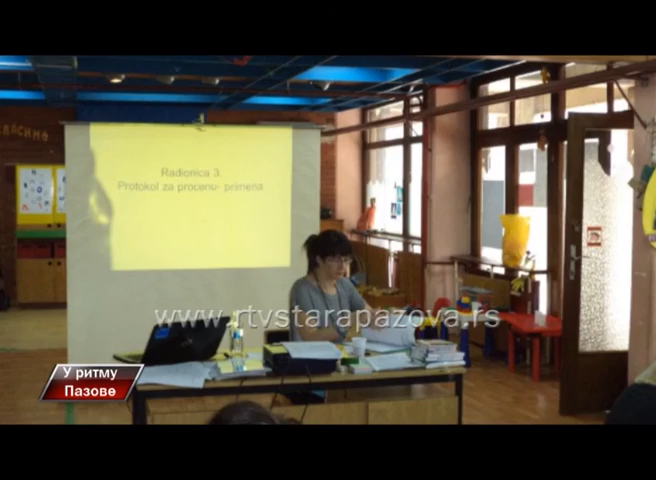 Radionica 3.
Protokol za procenu- primena
www.rtvstarapazova.rs
У ритму
Пазове